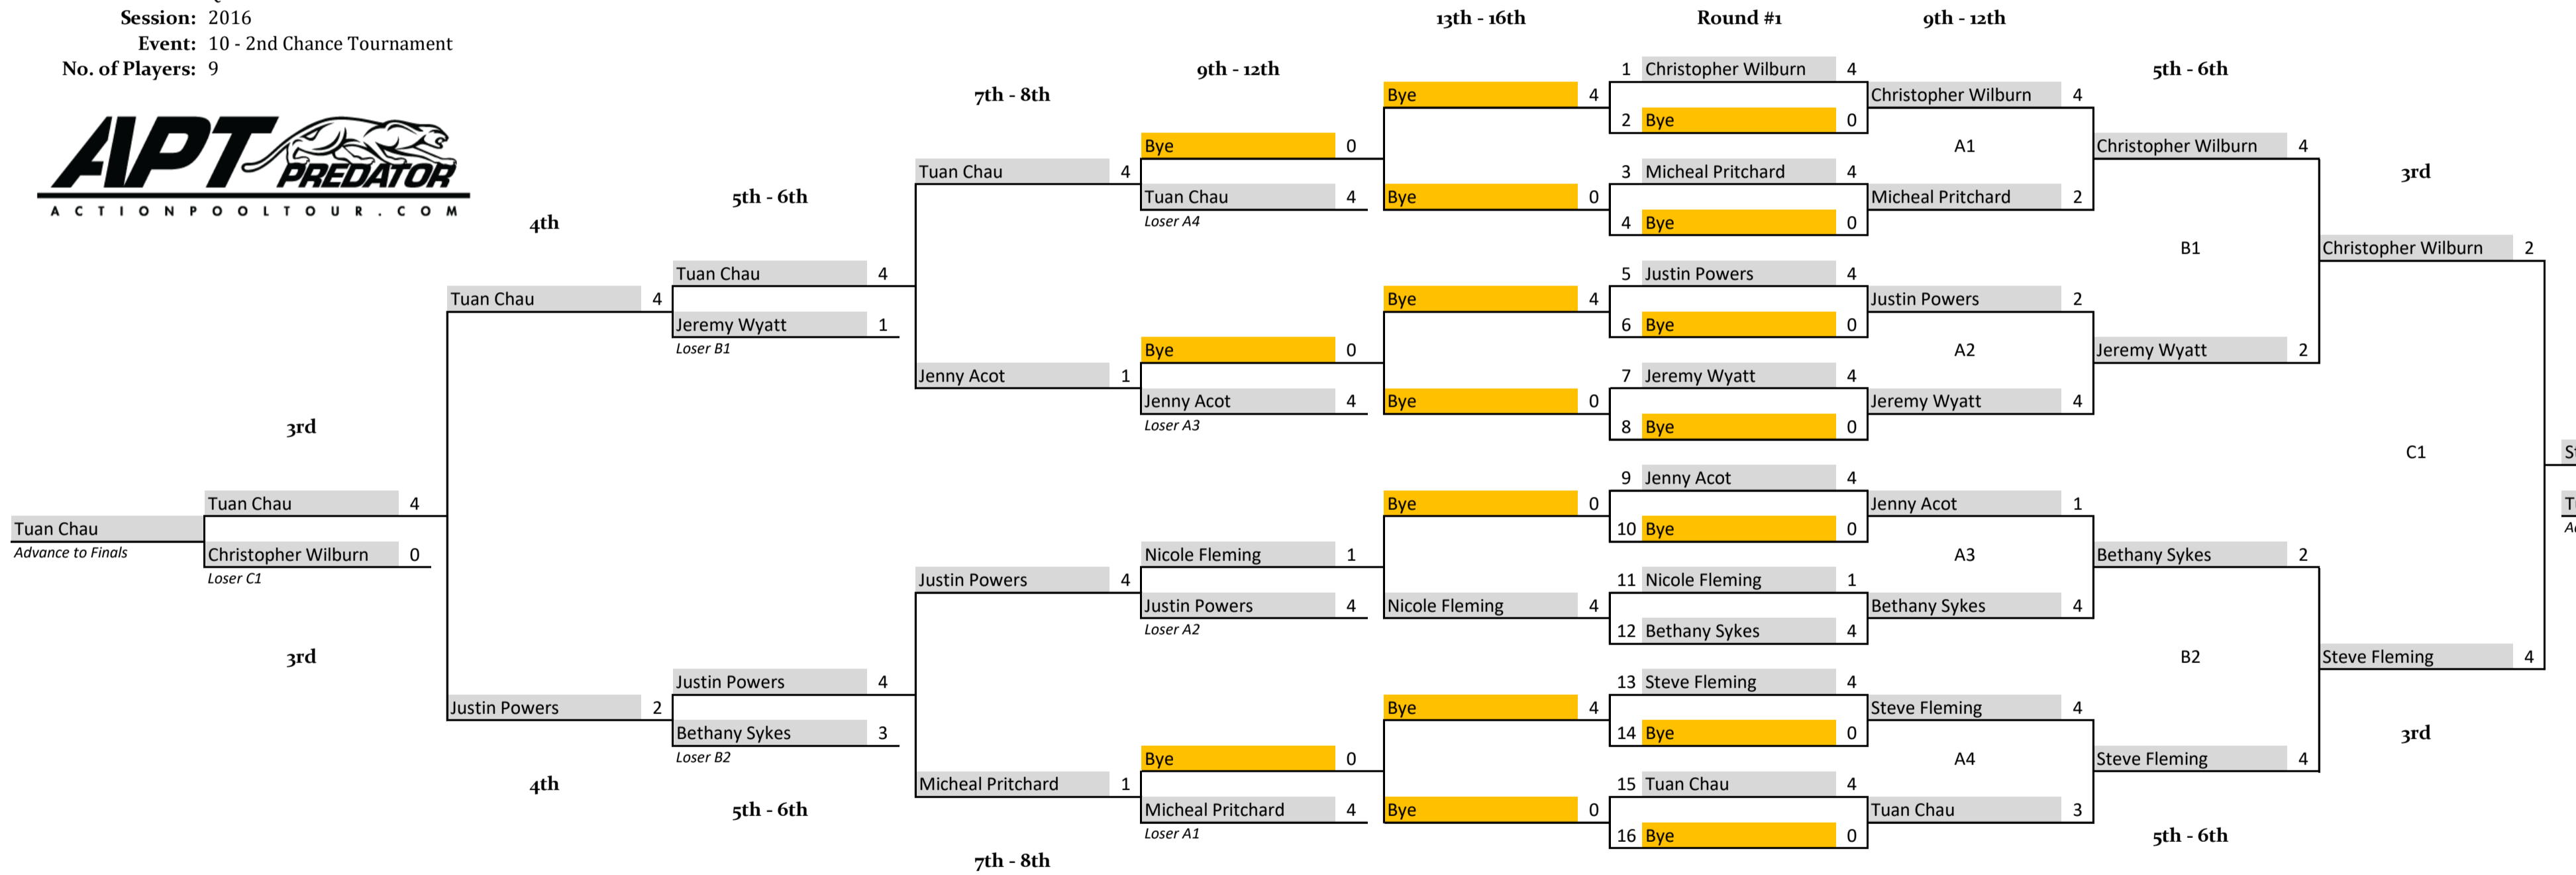 Session: 2016
Event: 10 - 2nd Chance Tournament
No. of Players: 9
APT PREDATOR
ACTIONPOOLTOUR.COM
3rd
Tuan Chau
Advance to Finals
Tuan Chau 4
Christopher Wilburn 0
Loser C1
3rd
4th
Tuan Chau 4
Justin Powers 2
4th
5th - 6th
Tuan Chau 4
Jeremy Wyatt 1
Loser B1
Justin Powers 4
Bethany Sykes 3
Loser B2
5th - 6th
7th - 8th
Tuan Chau 4
Jenny Acot 1
Justin Powers 4
Micheal Pritchard 1
7th - 8th
9th - 12th
Bye 0
Tuan Chau 4
Loser A4
Bye 0
Jenny Acot 4
Loser A3
Nicole Fleming 1
Justin Powers 4
Loser A2
Bye 0
Micheal Pritchard 4
Loser A1
13th - 16th
Bye 4
Bye 0
Bye 4
Bye 0
Bye 0
Nicole Fleming 4
Bye 4
Bye 0
Round #1
1 Christopher Wilburn 4
2 Bye 0
3 Micheal Pritchard 4
4 Bye 0
5 Justin Powers 4
6 Bye 0
7 Jeremy Wyatt 4
8 Bye 0
9 Jenny Acot 4
10 Bye 0
11 Nicole Fleming 1
12 Bethany Sykes 4
13 Steve Fleming 4
14 Bye 0
15 Tuan Chau 4
16 Bye 0
9th - 12th
Christopher Wilburn 4
A1
Micheal Pritchard 2
Justin Powers 2
A2
Jeremy Wyatt 4
Jenny Acot 1
A3
Bethany Sykes 4
Steve Fleming 4
A4
Tuan Chau 3
5th - 6th
Christopher Wilburn 4
B1
Jeremy Wyatt 2
Bethany Sykes 2
B2
Steve Fleming 4
5th - 6th
3rd
Christopher Wilburn 2
C1
Steve Fleming 4
3rd